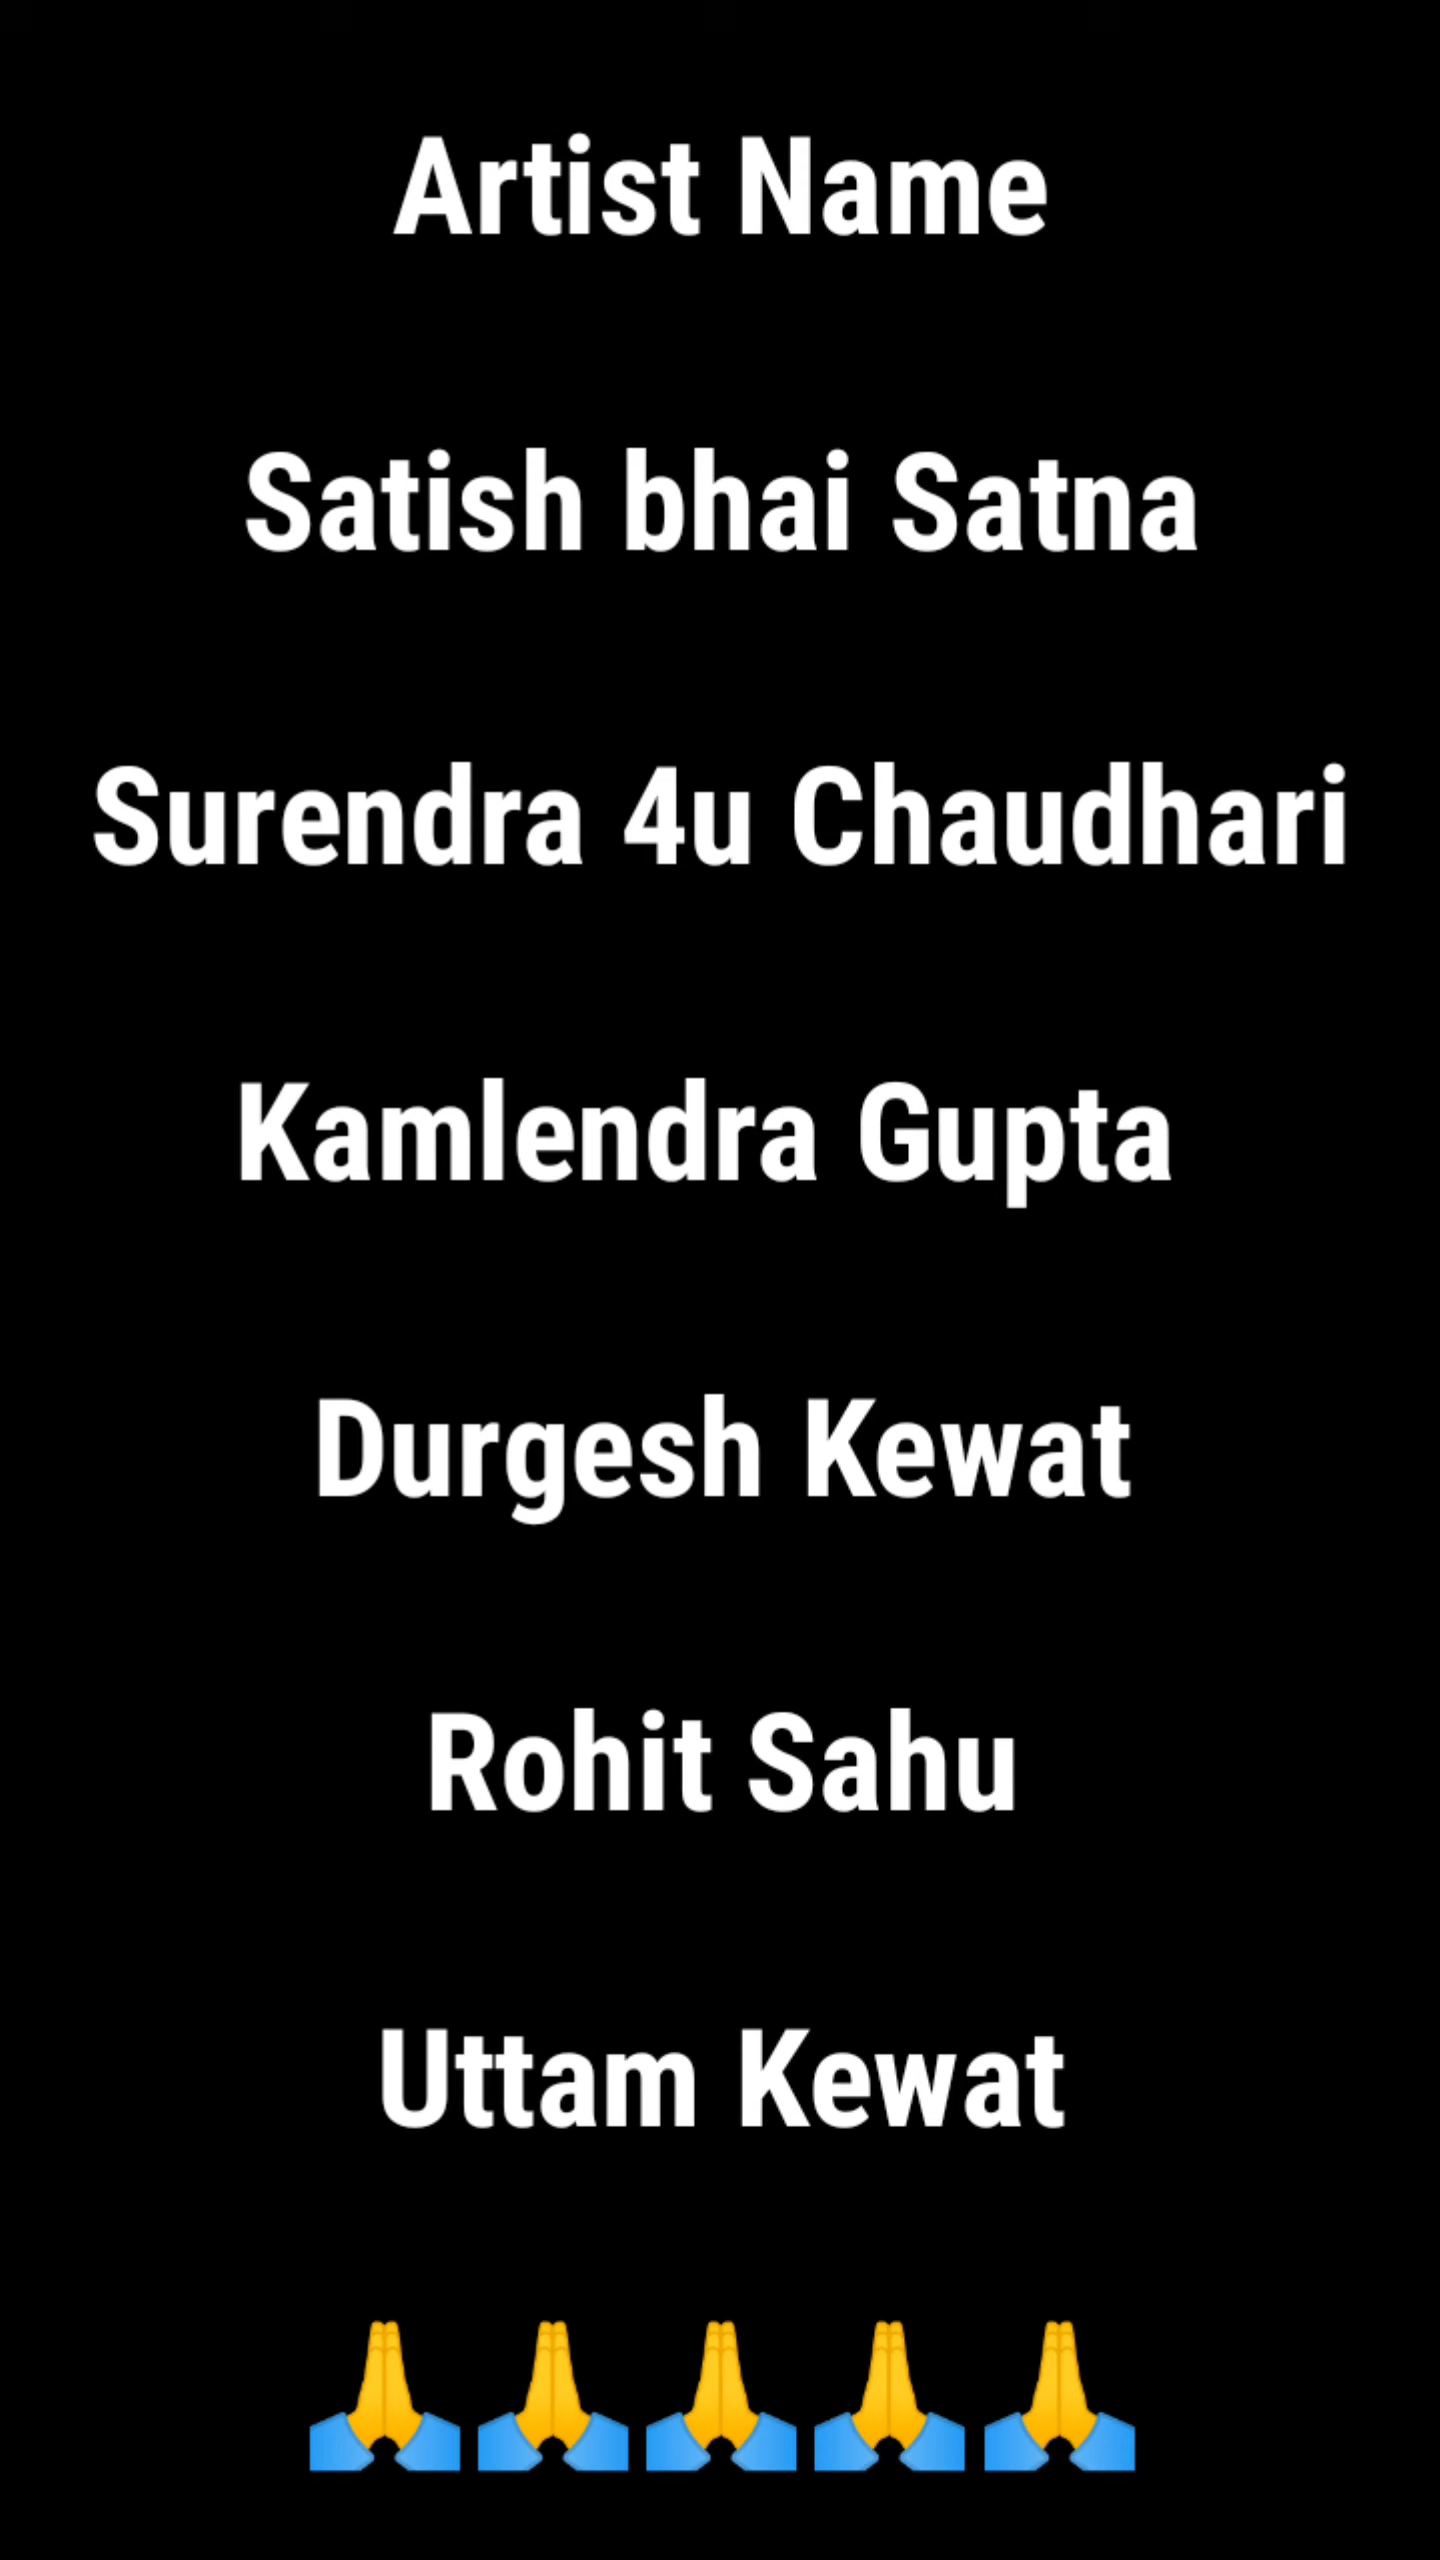 Artist Name
Satish bhai Satna
Surendra 4u Chaudhari
Kamlendra Gupta
Durgesh Kewat
Rohit Sahu
Uttam Kewat
🙏🙏🙏🙏🙏